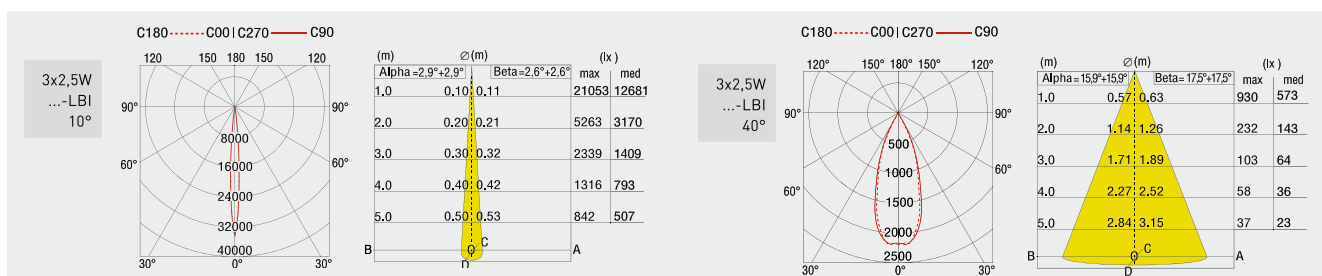 C180 C00 | C270 C90
3x2,5W
...-LBI
10°
120 150 180 150 120
90° 90°
60° 60°
30° 0° 30°
8000
16000
24000
32000
40000
(m) ∅(m) (lx )
Alpha =2,9°+2,9° Beta =2,6°+2,6° max med
1.0 0.10 0.11 21053 12681
2.0 0.20 0.21 5263 3170
3.0 0.30 0.32 2339 1409
4.0 0.40 0.42 1316 793
5.0 0.50 0.53 842 507
B O C A
D
C180 C00 | C270 C90
3x2,5W
...-LBI
40°
120° 150° 180° 150° 120°
90° 90°
60° 60°
500
1000
1500
2000
2500
30° 0° 30°
(m) ∅(m) (lx )
Alpha =15,9°+15,9° Beta = 17,5°+17,5° max med
1.0 0.57 0.63 930 573
2.0 1.14 1.26 232 143
3.0 1.71 1.89 103 64
4.0 2.27 2.52 58 36
5.0 2.84 3.15 37 23
B O C A
D